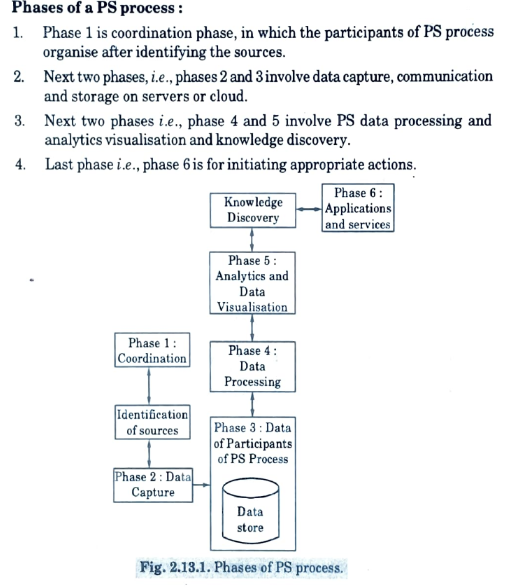 Phases of a PS process :
1. Phase 1 is coordination phase, in which the participants of PS process
organise after identifying the sources.
2. Next two phases, i.e., phases 2 and 3 involve data capture, communication
and storage on servers or cloud.
3. Next two phases i.e., phase 4 and 5 involve PS data processing and
analytics visualisation and knowledge discovery.
4. Last phase i.e., phase 6 is for initiating appropriate actions.
Knowledge
Discovery
Phase 6 :
Applications
and services
Phase 5 :
Analytics and
Data
Visualisation
Phase 1 :
Coordination
Phase 4 :
Data
Processing
Identification
of sources
Phase 3 : Data
of Participants
of PS Process
Phase 2 : Data
Capture
Data
store
Fig. 2.13.1. Phases of PS process.